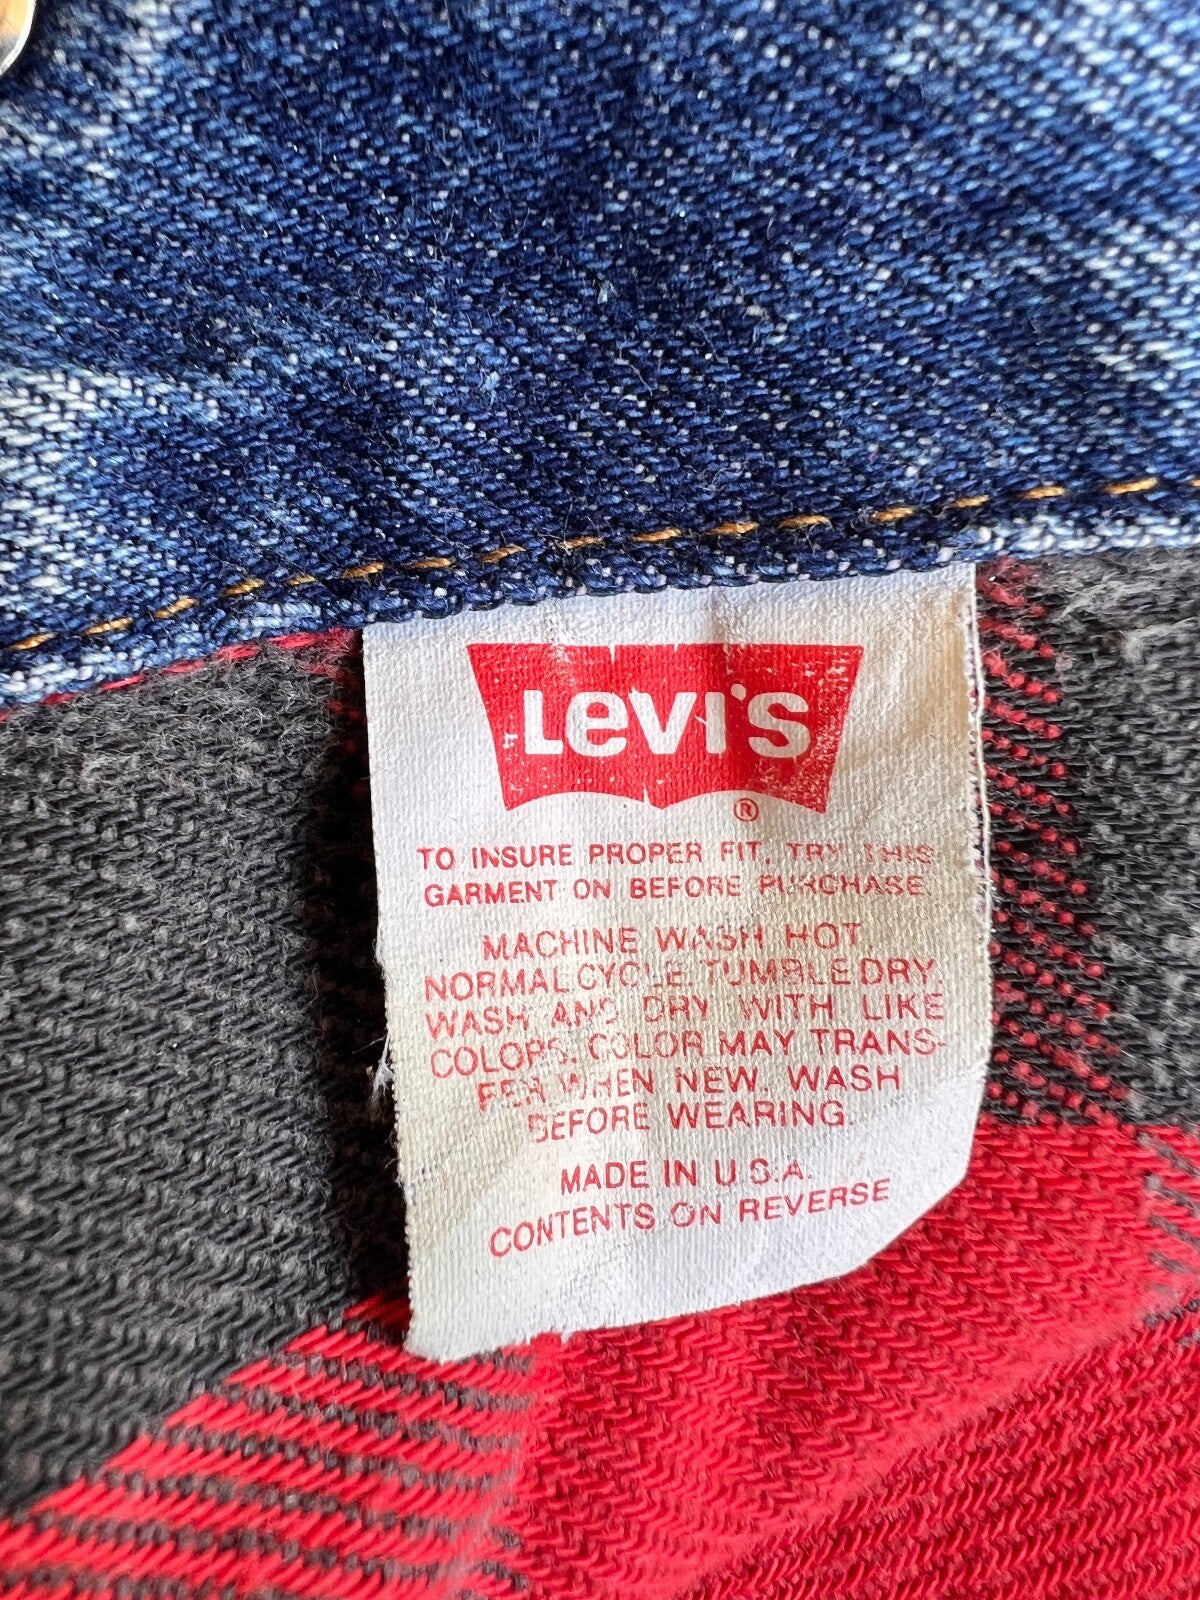 Levi's
®
TO INSURE PROPER FIT, TRY THIS
GARMENT ON BEFORE PURCHASE.
MACHINE WASH HOT,
NORMAL CYCLE. TUMBLE DRY.
WASH AND DRY WITH LIKE
COLORS. COLOR MAY TRANS-
FER WHEN NEW. WASH
BEFORE WEARING.
MADE IN U.S.A.
CONTENTS ON REVERSE